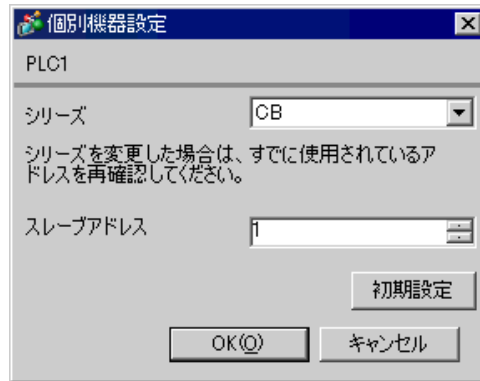 個別機器設定
PLC1
シリーズ CB
シリーズを変更した場合は、すでに使用されているア
ドレスを再確認してください。
スレーブアドレス 1
初期設定
OK(O) キャンセル